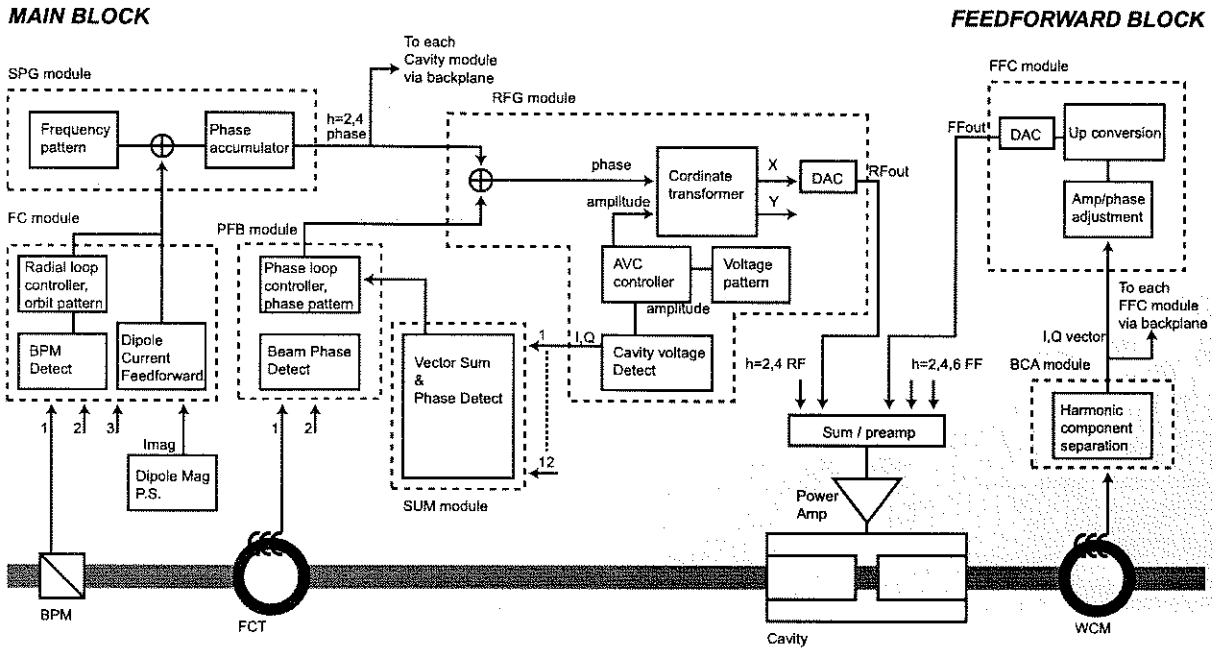 MAIN BLOCK
FEEDFORWARD BLOCK
To each
Cavity module
via backplane
SPG module
Frequency
pattern
Phase
accumulator
h=2,4
phase
RFG module
phase
amplitude
Cordinate
transformer
X
Y
DAC
RFout
FFC module
FFout
DAC
Up conversion
Amp/phase
adjustment
FC module
Radial loop
controller,
orbit pattern
BPM
Detect
Dipole
Current
Feedforward
1
2
3
Imag
Dipole Mag
P.S.
PFB module
Phase loop
controller,
phase pattern
Beam Phase
Detect
1
2
Vector Sum
&
Phase Detect
1
I,Q
12
SUM module
AVC
controller
Voltage
pattern
amplitude
Cavity voltage
Detect
h=2,4 RF
h=2,4,6 FF
Sum / preamp
Power
Amp
To each
FFC module
via backplane
I,Q vector
BCA module
Harmonic
component
separation
BPM
FCT
Cavity
WCM